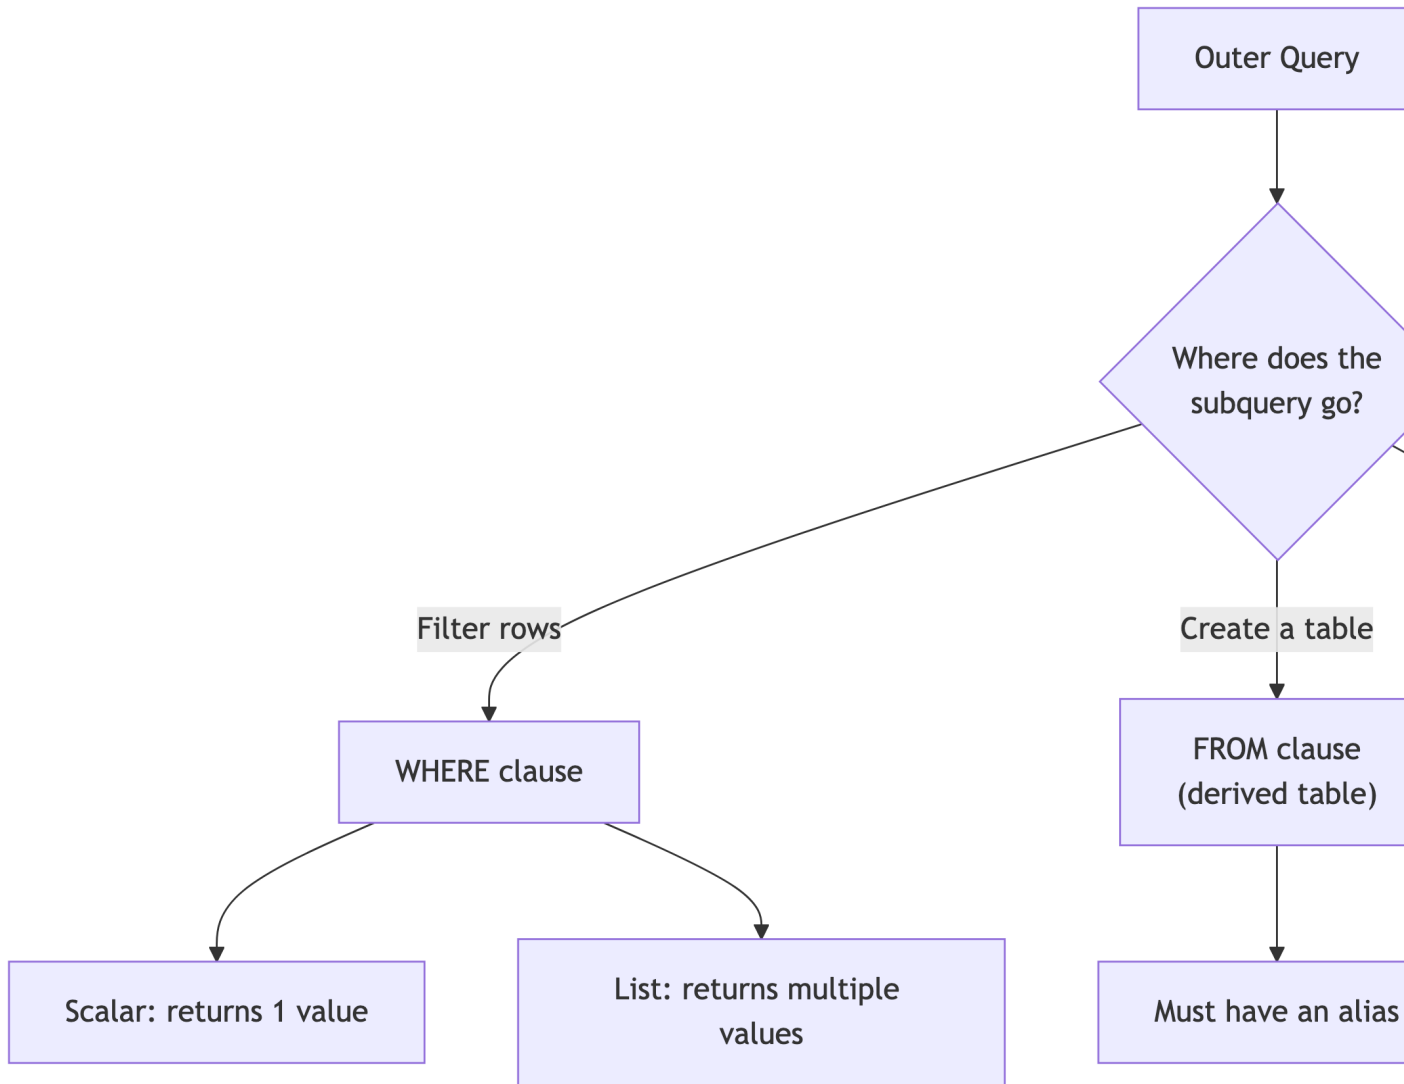 Outer Query
Where does the
subquery go?
Filter rows
Create a table
WHERE clause
FROM clause
(derived table)
Scalar: returns 1 value
List: returns multiple
values
Must have an alias